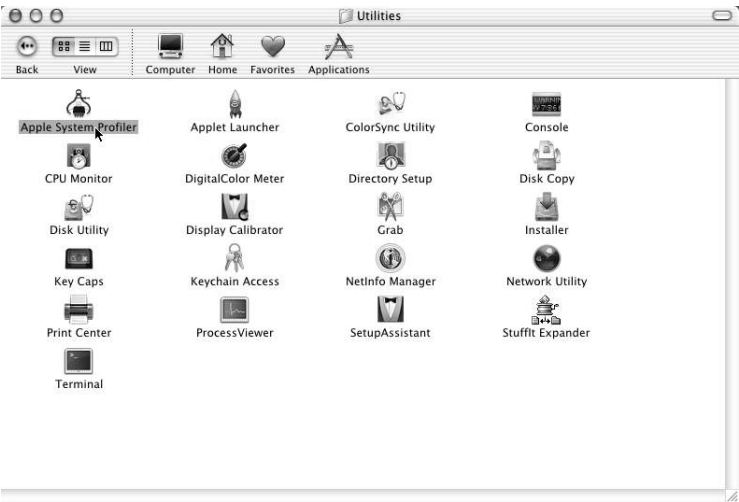 Utilities
Back View Computer Home Favorites Applications
Apple System Profiler Applet Launcher ColorSync Utility Console
CPU Monitor DigitalColor Meter Directory Setup Disk Copy
Disk Utility Display Calibrator Grab Installer
Key Caps Keychain Access NetInfo Manager Network Utility
Print Center ProcessViewer SetupAssistant StuffIt Expander
Terminal